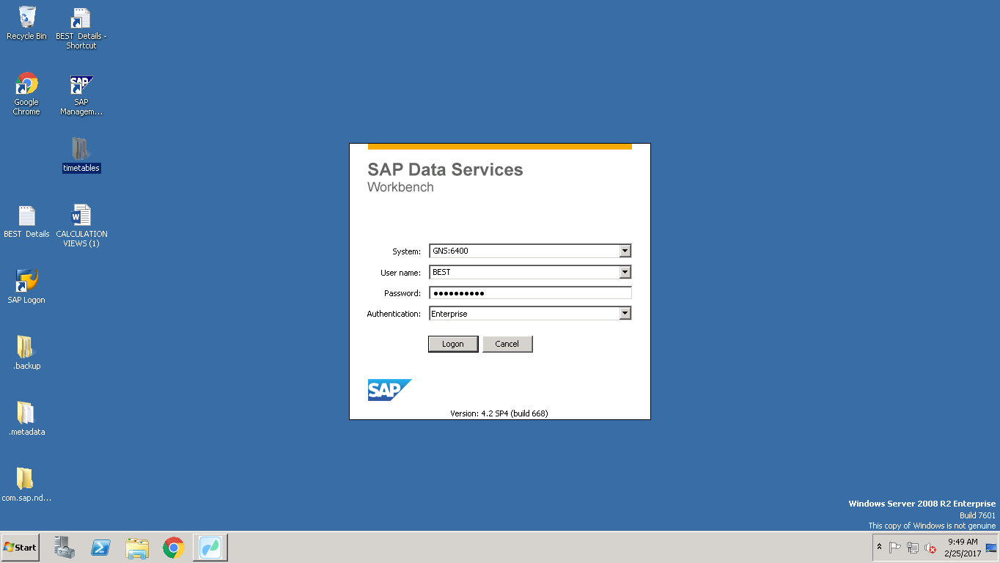 Recycle Bin
BEST Details -
Shortcut
Google
Chrome
SAP
Managem...
timetables
BEST Details
CALCULATION
VIEWS (1)
SAP Logon
.backup
.metadata
com.sap.nd...
SAP Data Services
Workbench
System: GNS:6400
User name: BEST
Password: ●●●●●●●●●●
Authentication: Enterprise
Logon Cancel
SAP
Version: 4.2 SP4 (build 668)
Windows Server 2008 R2 Enterprise
Build 7601
This copy of Windows is not genuine
Start
9:49 AM
2/25/2017